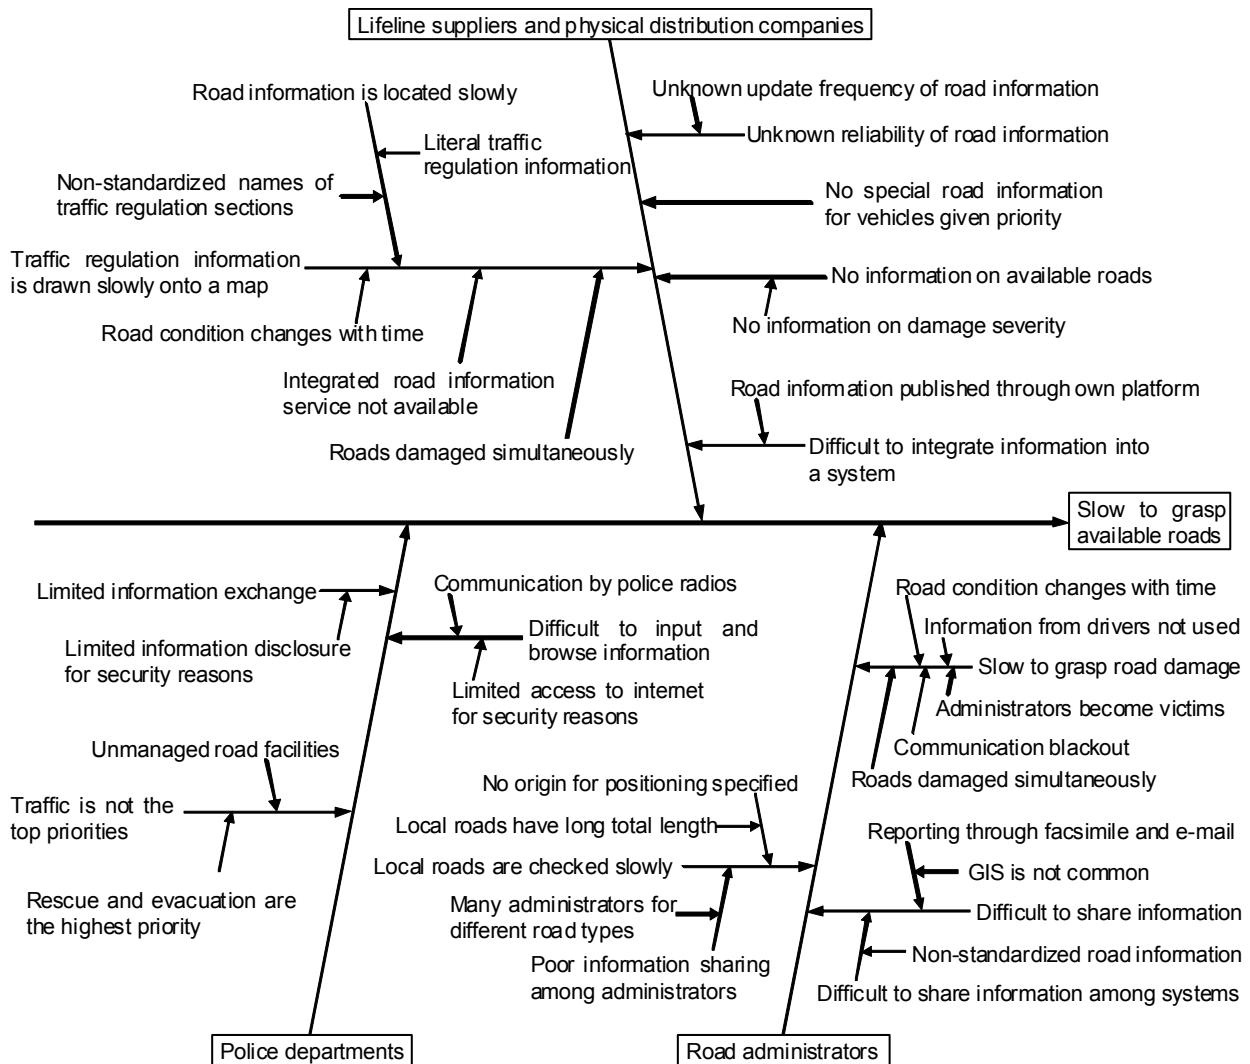 Lifeline suppliers and physical distribution companies
Road information is located slowly
Unknown update frequency of road information
Literal traffic
regulation information
Unknown reliability of road information
Non-standardized names of
traffic regulation sections
No special road information
for vehicles given priority
Traffic regulation information
is drawn slowly onto a map
No information on available roads
Road condition changes with time
No information on damage severity
Integrated road information
service not available
Road information published through own platform
Roads damaged simultaneously
Difficult to integrate information into
a system
Slow to grasp
available roads
Limited information exchange
Communication by police radios
Road condition changes with time
Limited information disclosure
for security reasons
Difficult to input and
browse information
Information from drivers not used
Slow to grasp road damage
Limited access to internet
for security reasons
Administrators become victims
Unmanaged road facilities
Communication blackout
No origin for positioning specified
Roads damaged simultaneously
Traffic is not the
top priorities
Local roads have long total length
Reporting through facsimile and e-mail
Local roads are checked slowly
GIS is not common
Rescue and evacuation are
the highest priority
Many administrators for
different road types
Difficult to share information
Poor information sharing
among administrators
Non-standardized road information
Difficult to share information among systems
Police departments
Road administrators